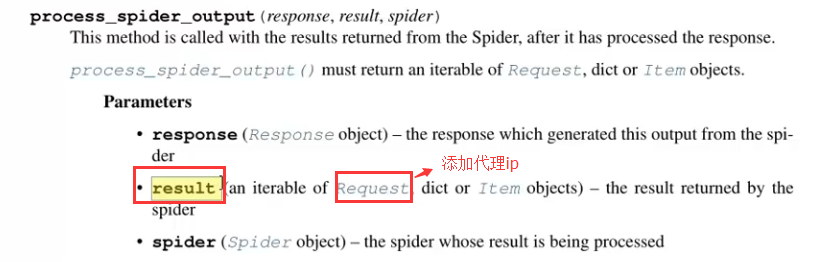 process_spider_output(response, result, spider)
This method is called with the results returned from the Spider, after it has processed the response.
process_spider_output() must return an iterable of Request, dict or Item objects.
Parameters
• response (Response object) – the response which generated this output from the spi-
der
添加代理ip
• result (an iterable of Request, dict or Item objects) – the result returned by the
spider
• spider (Spider object) – the spider whose result is being processed